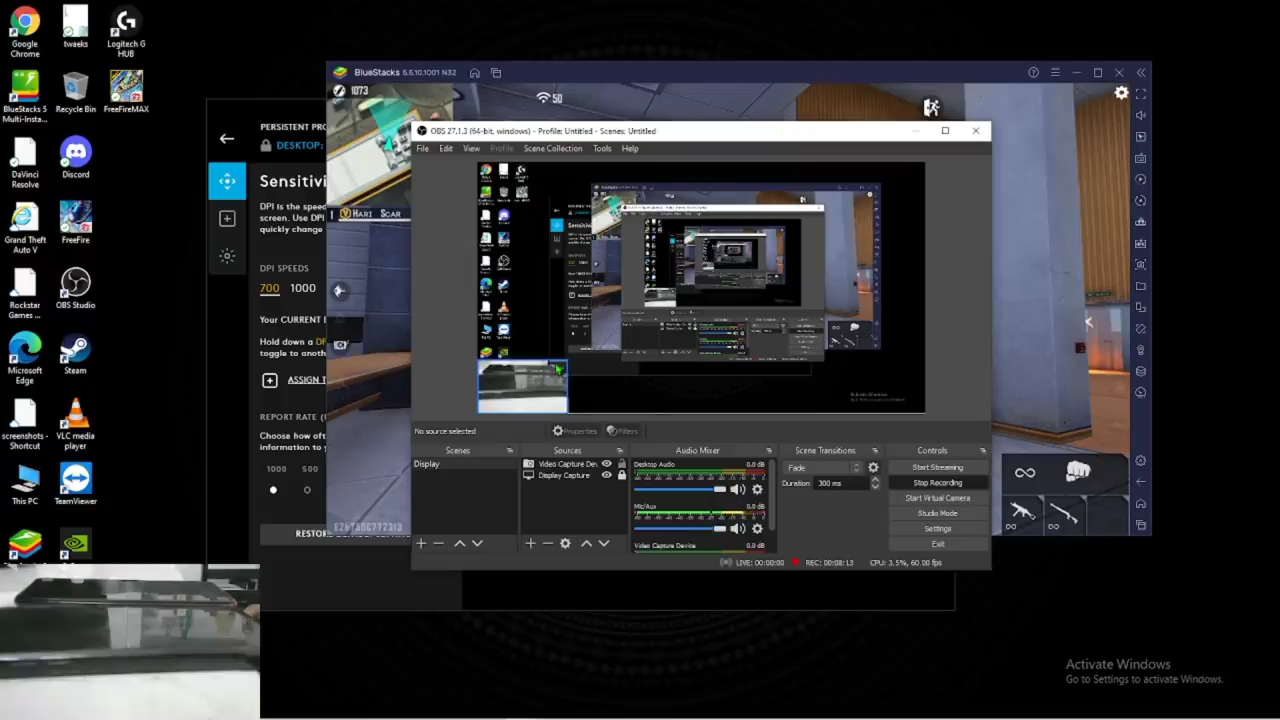 Google Chrome
twaeks
Logitech G HUB
BlueStacks 5 Multi-Insta...
Recycle Bin
FreeFireMAX
DaVinci Resolve
Discord
Grand Theft Auto V
FreeFire
Rockstar Games ...
OBS Studio
Microsoft Edge
Steam
screenshots - Shortcut
VLC media player
This PC
TeamViewer
PERSISTENT PRO
DESKTOP:
Sensitivi
DPI is the spee
screen. Use DPI
quickly change
DPI SPEEDS
700 1000
Your CURRENT
Hold down a
toggle to anothe
ASSIGN T
REPORT RATE (
Choose how oft
information to y
1000 500
RESTO
BlueStacks 5.5.10.1001 N32
1073
50
HARI SCAR
OBS 27.1.3 (64-bit, windows) - Profile: Untitled - Scenes: Untitled
File Edit View Profile Scene Collection Tools Help
No source selected
Properties Filters
Scenes
Display
Sources
Video Capture Dev
Display Capture
Audio Mixer
Desktop Audio 0.0 dB
Mic/Aux 0.0 dB
Video Capture Device 0.0 dB
Scene Transitions
Fade
Duration 300 ms
Controls
Start Streaming
Stop Recording
Start Virtual Camera
Studio Mode
Settings
Exit
LIVE: 00:00:00 REC: 00:08:13 CPU: 3.5%, 60.00 fps
Activate Windows
Go to Settings to activate Windows.